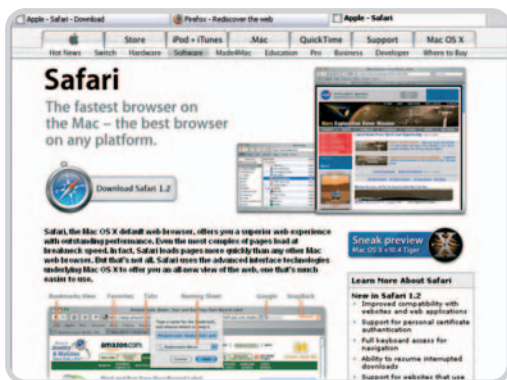 Apple - Safari - Download
Firefox - Rediscover the web
Apple - Safari
Store
iPod + iTunes
.Mac
QuickTime
Support
Mac OS X
Hot News
Switch
Hardware
Software
Made4Mac
Education
Pro
Business
Developer
Where to Buy
Safari
The fastest browser on
the Mac – the best browser
on any platform.
Download Safari 1.2
Safari, the Mac OS X default web browser, offers you a superior web experience
with outstanding performance. Even the most complex of pages load at
breakneck speed. In fact, Safari loads pages more quickly than any other Mac
web browser. But that's not all. Safari uses the advanced interface technologies
underlying Mac OS X to offer you an all-new view of the web, one that's much
easier to use.
Sneak preview
Mac OS X v10.4 Tiger
Learn More About Safari
New in Safari 1.2
Improved compatibility with
websites and web applications
Support for personal certificate
authentication
Full keyboard access for
navigation
Ability to resume interrupted
downloads
Support for websites that use
Bookmarks View
Favorites
Tabs
Naming Sheet
Google
SnapBack
amazon.com